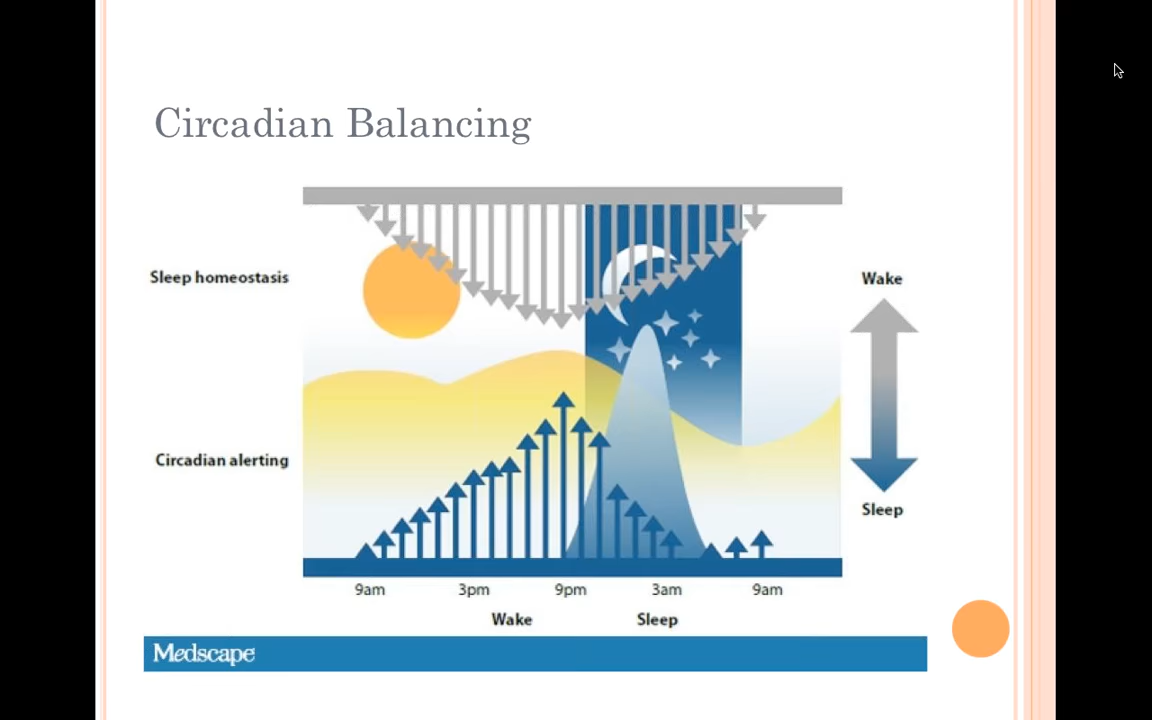 Circadian Balancing
Sleep homeostasis
Wake
Circadian alerting
Sleep
9am 3pm 9pm 3am 9am
Wake Sleep
Medscape